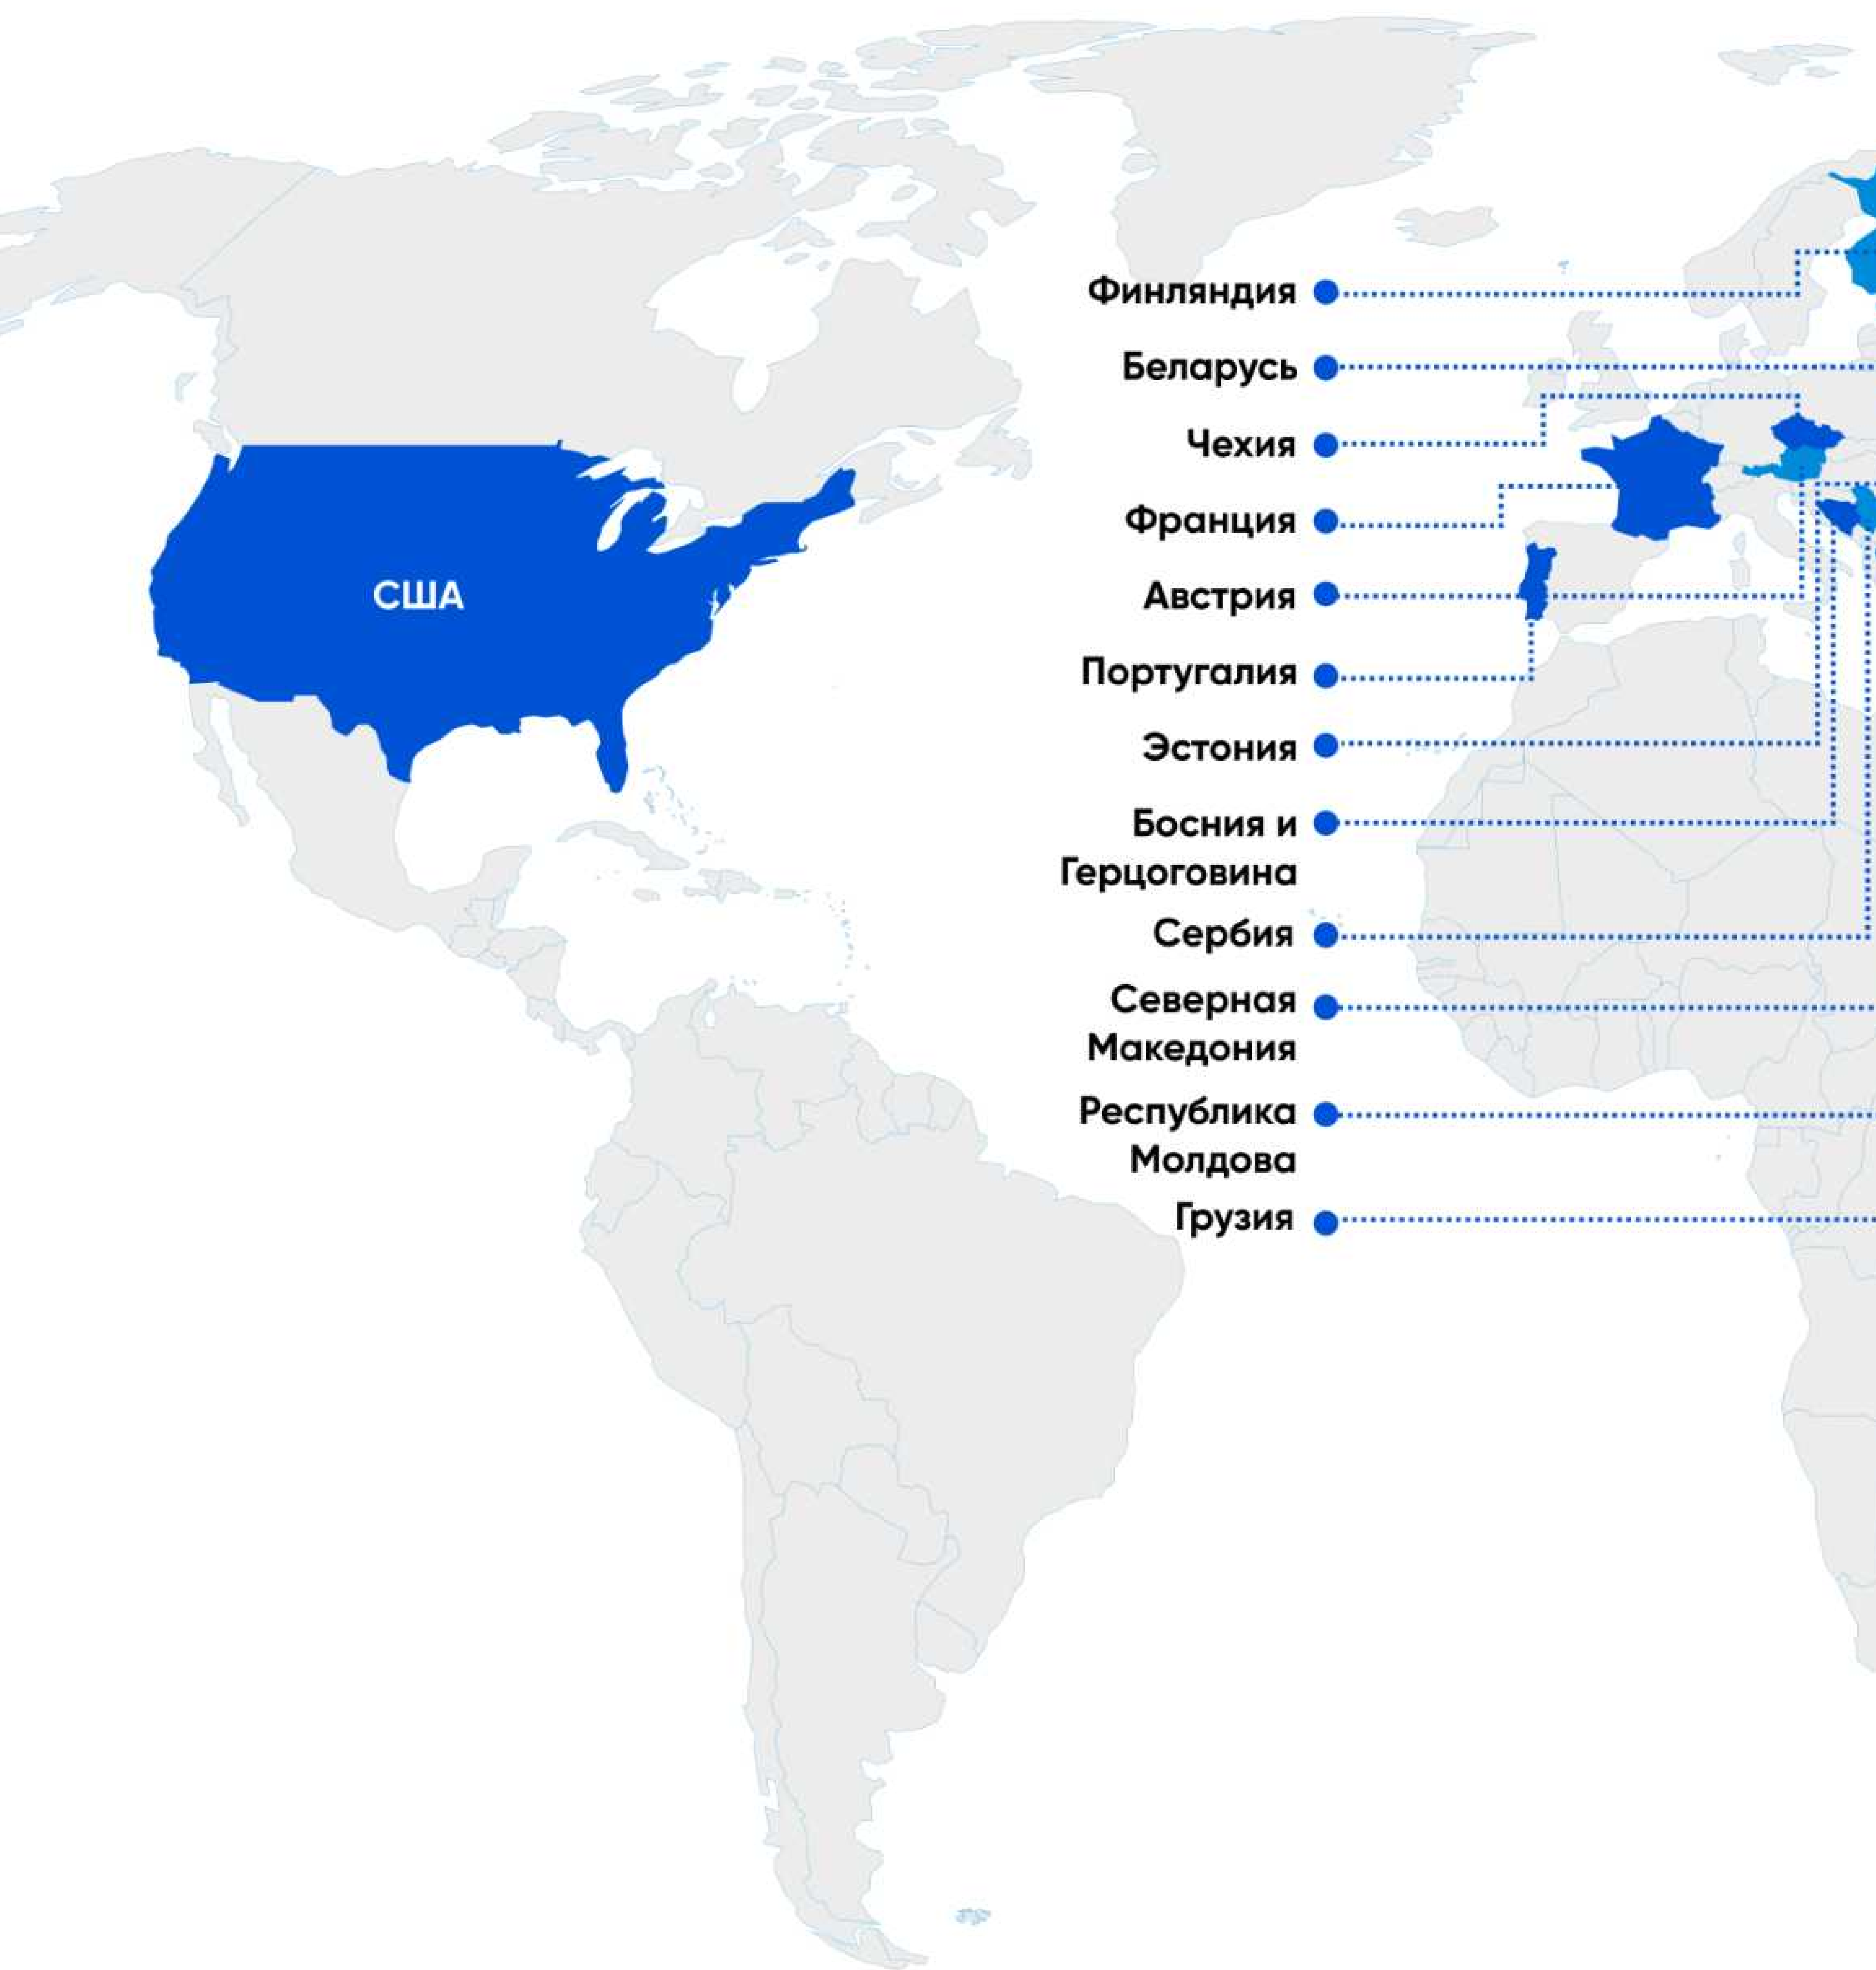 Финляндия
Беларусь
Чехия
Франция
США
Австрия
Португалия
Эстония
Босния и
Герцоговина
Сербия
Северная
Македония
Республика
Молдова
Грузия